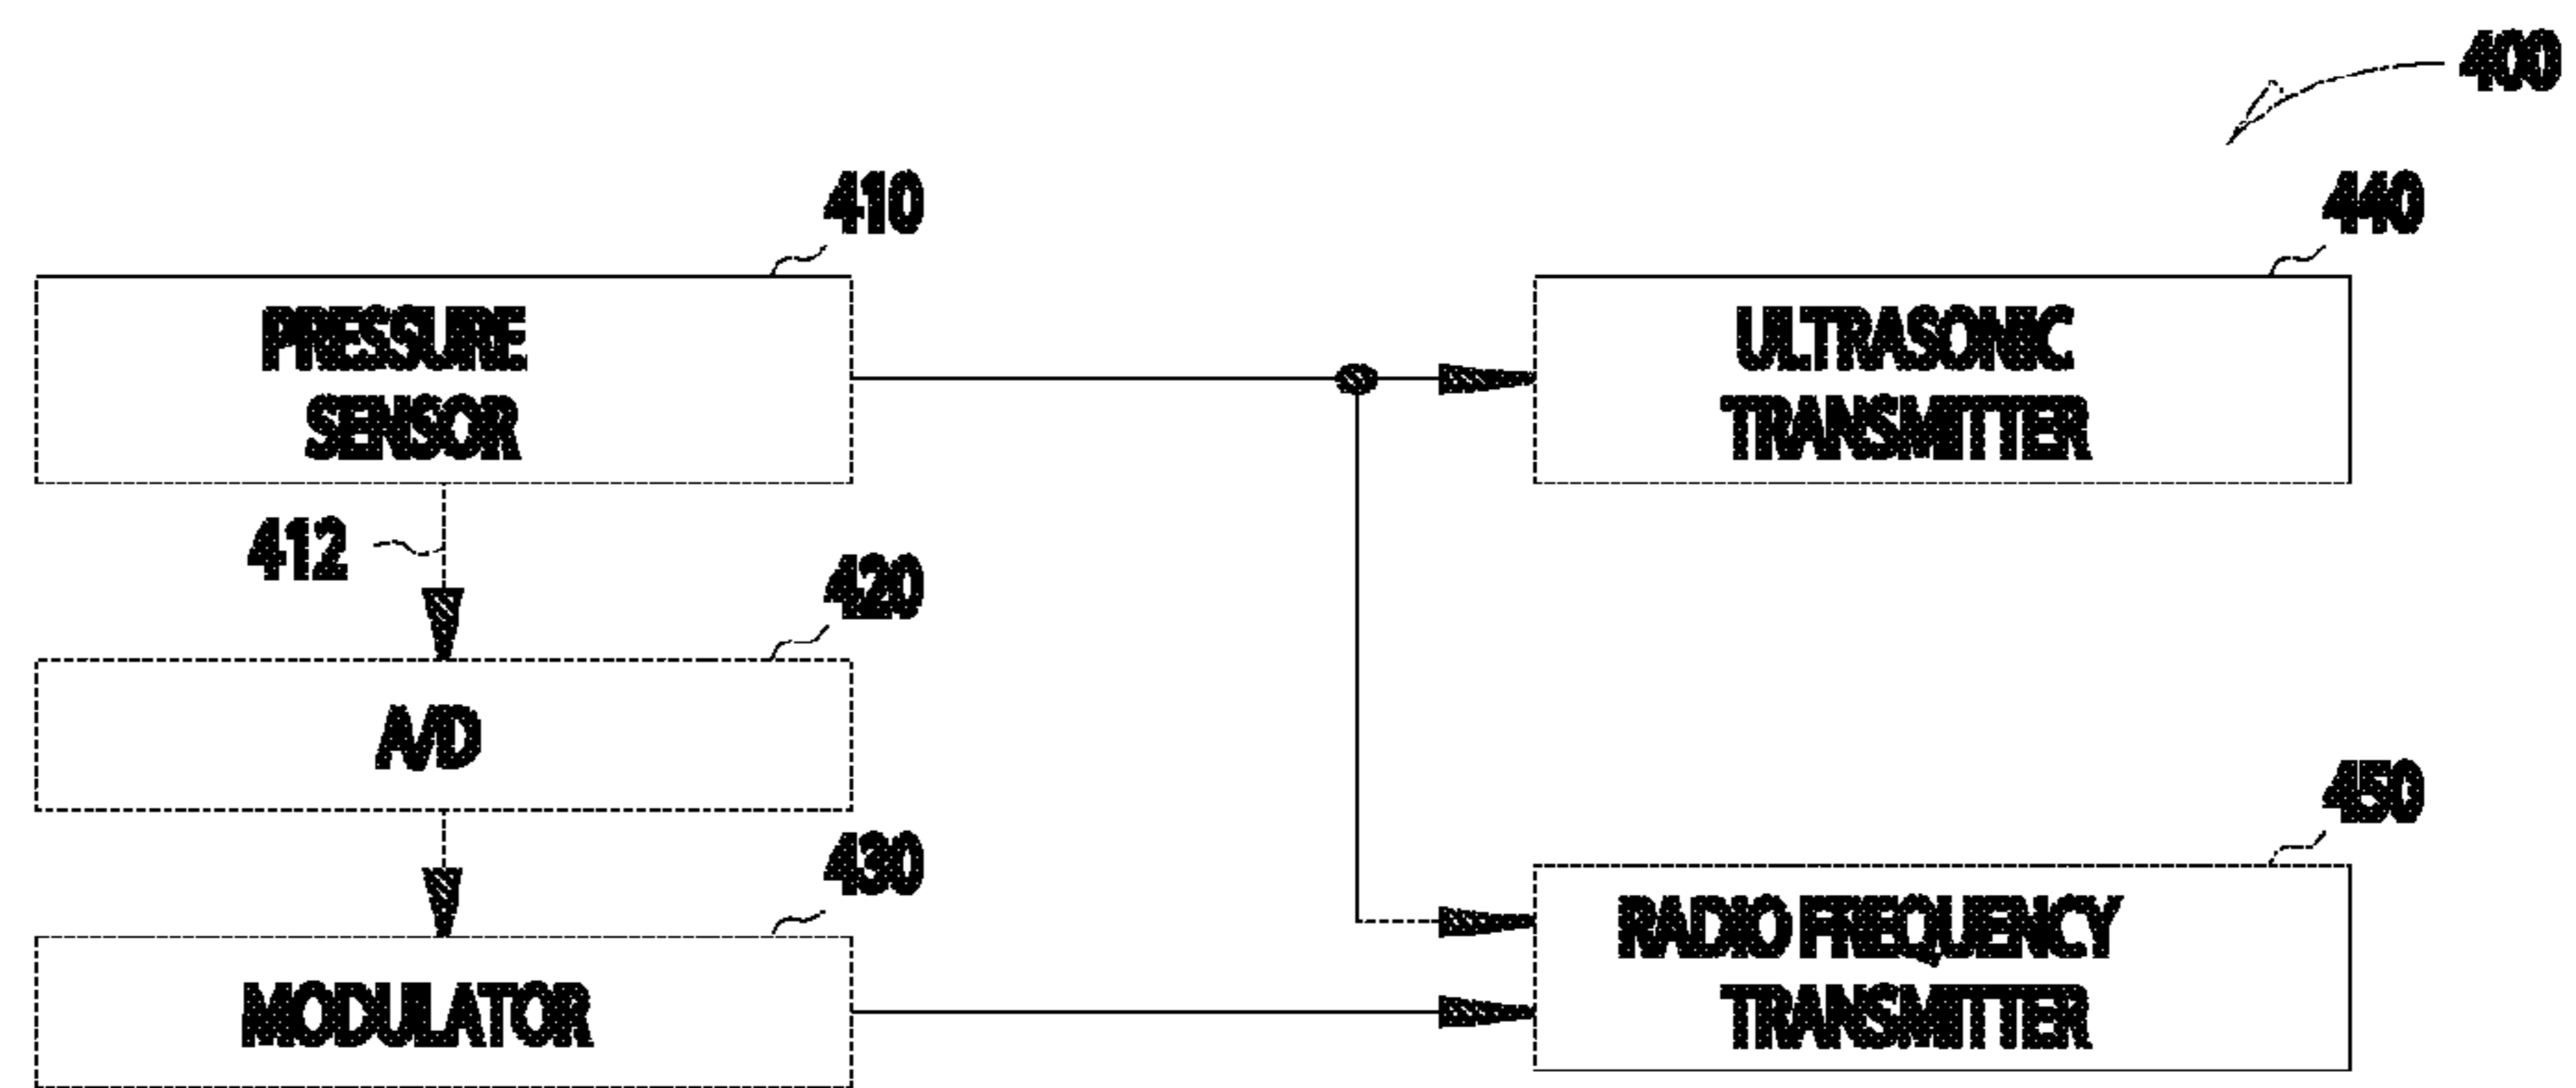 400
410
440
PRESSURE
SENSOR
ULTRASONIC
TRANSMITTER
412
420
A/D
430
450
MODULATOR
RADIO FREQUENCY
TRANSMITTER